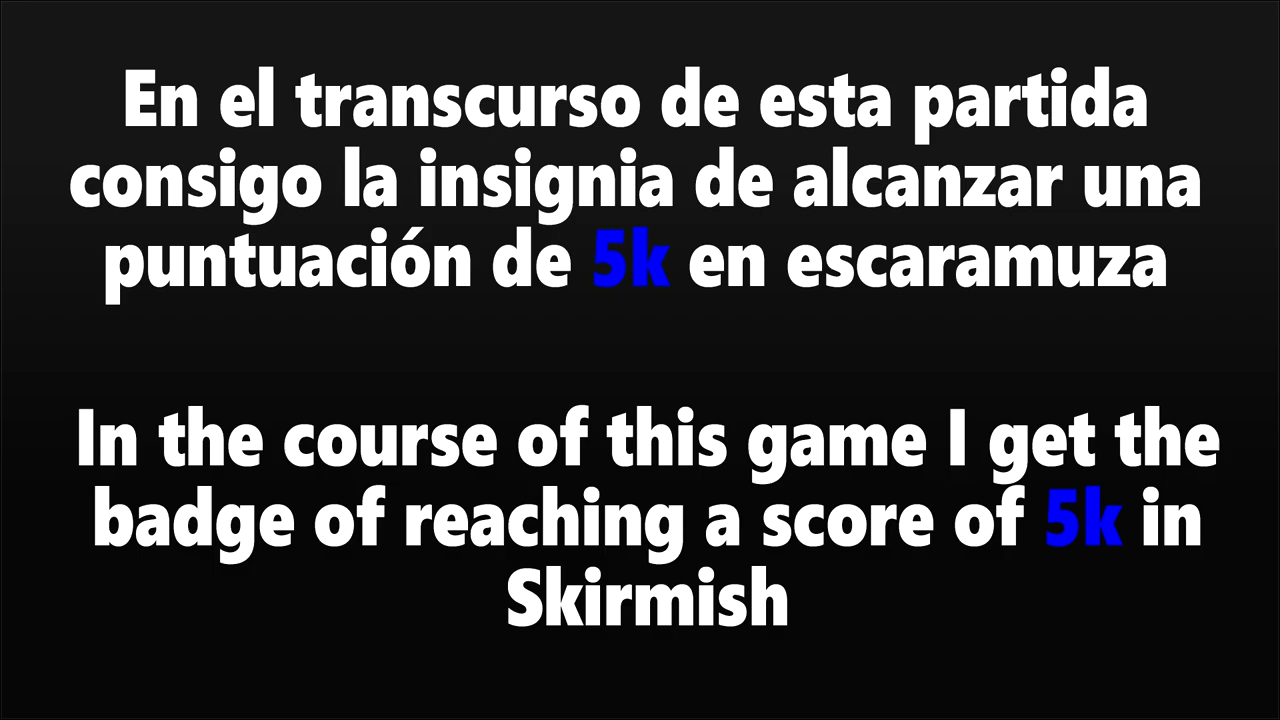 En el transcurso de esta partida
consigo la insignia de alcanzar una
puntuación de 5k en escaramuza
In the course of this game I get the
badge of reaching a score of 5k in
Skirmish